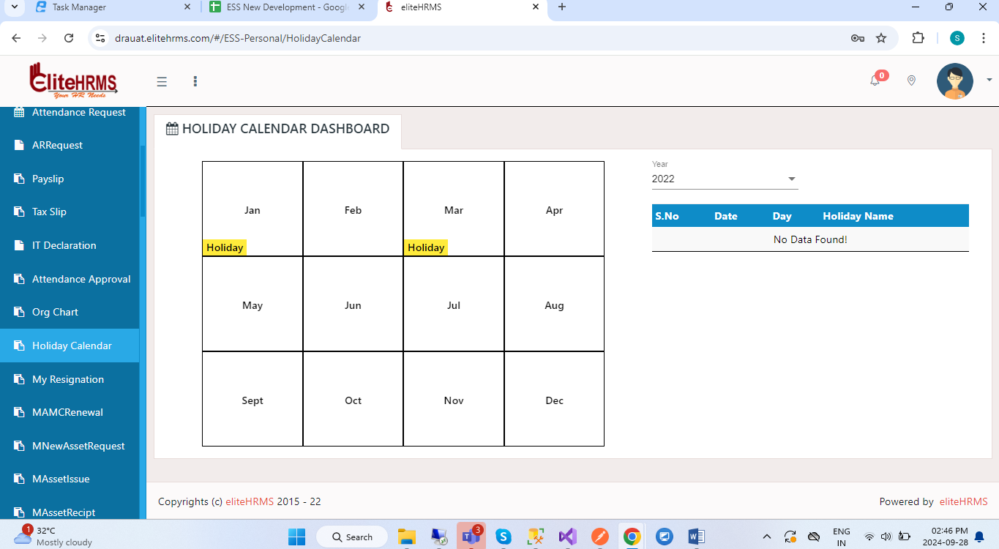 Task Manager
ESS New Development - Google
eliteHRMS
drauat.elitehrms.com/#/ESS-Personal/HolidayCalendar
S
EliteHRMS
Your HR Needs
0
Attendance Request
ARRequest
Payslip
Tax Slip
IT Declaration
Attendance Approval
Org Chart
Holiday Calendar
My Resignation
MAMCRenewal
MNewAssetRequest
MAssetIssue
MAssetRecipt
HOLIDAY CALENDAR DASHBOARD
Jan Feb Mar Apr
Holiday Holiday
May Jun Jul Aug
Sept Oct Nov Dec
Year
2022
S.No Date Day Holiday Name
No Data Found!
Copyrights (c) eliteHRMS 2015 - 22
Powered by eliteHRMS
1
32°C
Mostly cloudy
Search
3
ENG
IN
02:46 PM
2024-09-28